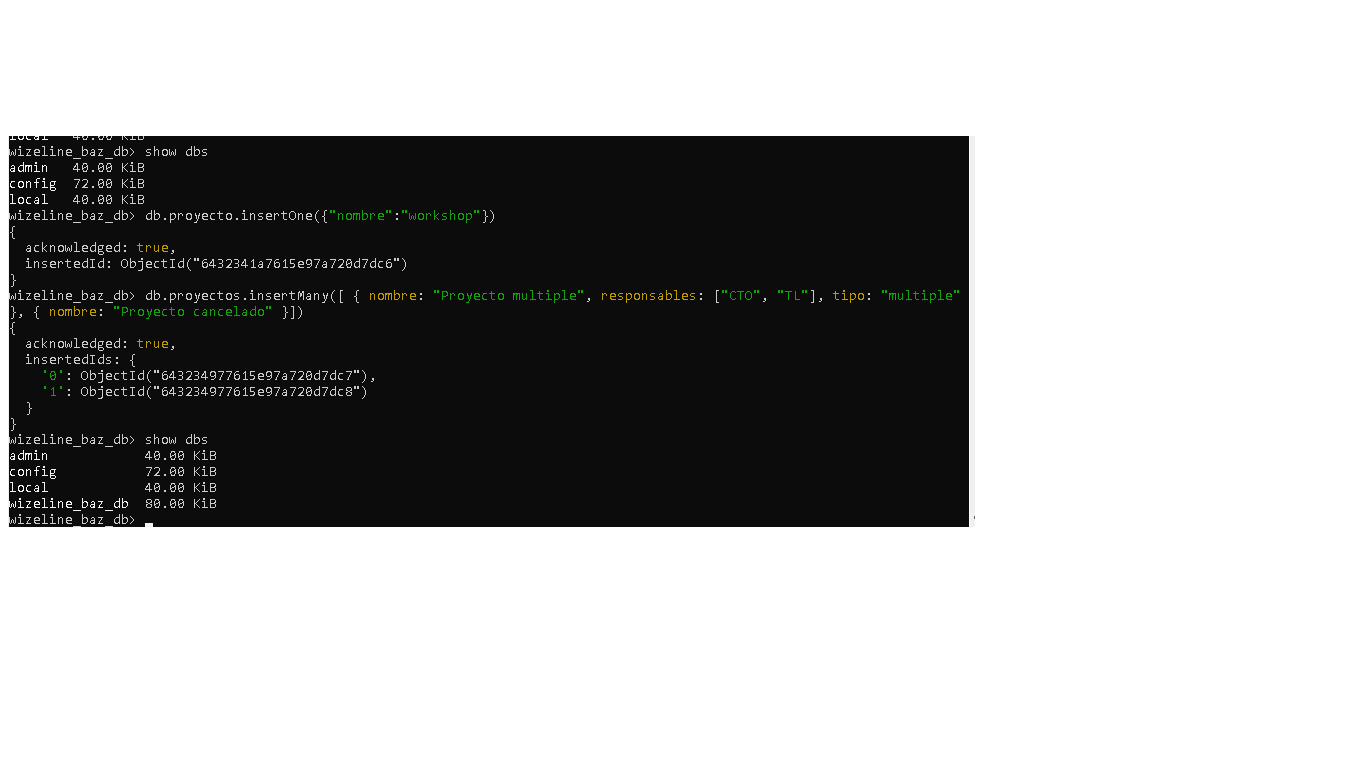 local   40.00 KiB
wizeline_baz_db> show dbs
admin   40.00 KiB
config  72.00 KiB
local   40.00 KiB
wizeline_baz_db> db.proyecto.insertOne({"nombre":"workshop"})
{
  acknowledged: true,
  insertedId: ObjectId("6432341a7615e97a720d7dc6")
}
wizeline_baz_db> db.proyectos.insertMany([ { nombre: "Proyecto multiple", responsables: ["CTO", "TL"], tipo: "multiple"
}, { nombre: "Proyecto cancelado" }])
{
  acknowledged: true,
  insertedIds: {
    '0': ObjectId("643234977615e97a720d7dc7"),
    '1': ObjectId("643234977615e97a720d7dc8")
  }
}
wizeline_baz_db> show dbs
admin            40.00 KiB
config           72.00 KiB
local            40.00 KiB
wizeline_baz_db  80.00 KiB
wizeline_baz_db>